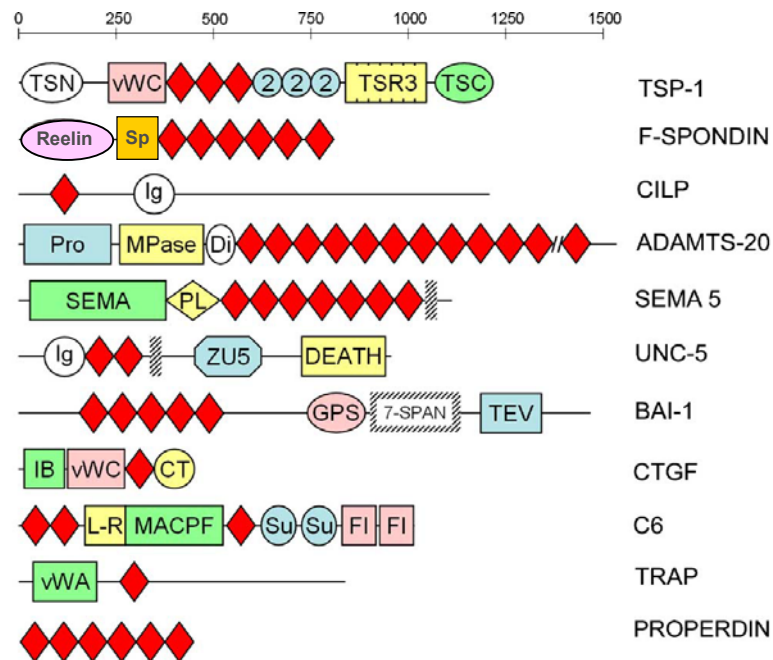 0 250 500 750 1000 1250 1500
TSN vWC 2 2 2 TSR3 TSC TSP-1
Reelin Sp F-SPONDIN
Ig CILP
Pro MPase Di // ADAMTS-20
SEMA PL SEMA 5
Ig ZU5 DEATH UNC-5
GPS 7-SPAN TEV BAI-1
IB vWC CT CTGF
L-R MACPF Su Su FI FI C6
vWA TRAP
PROPERDIN